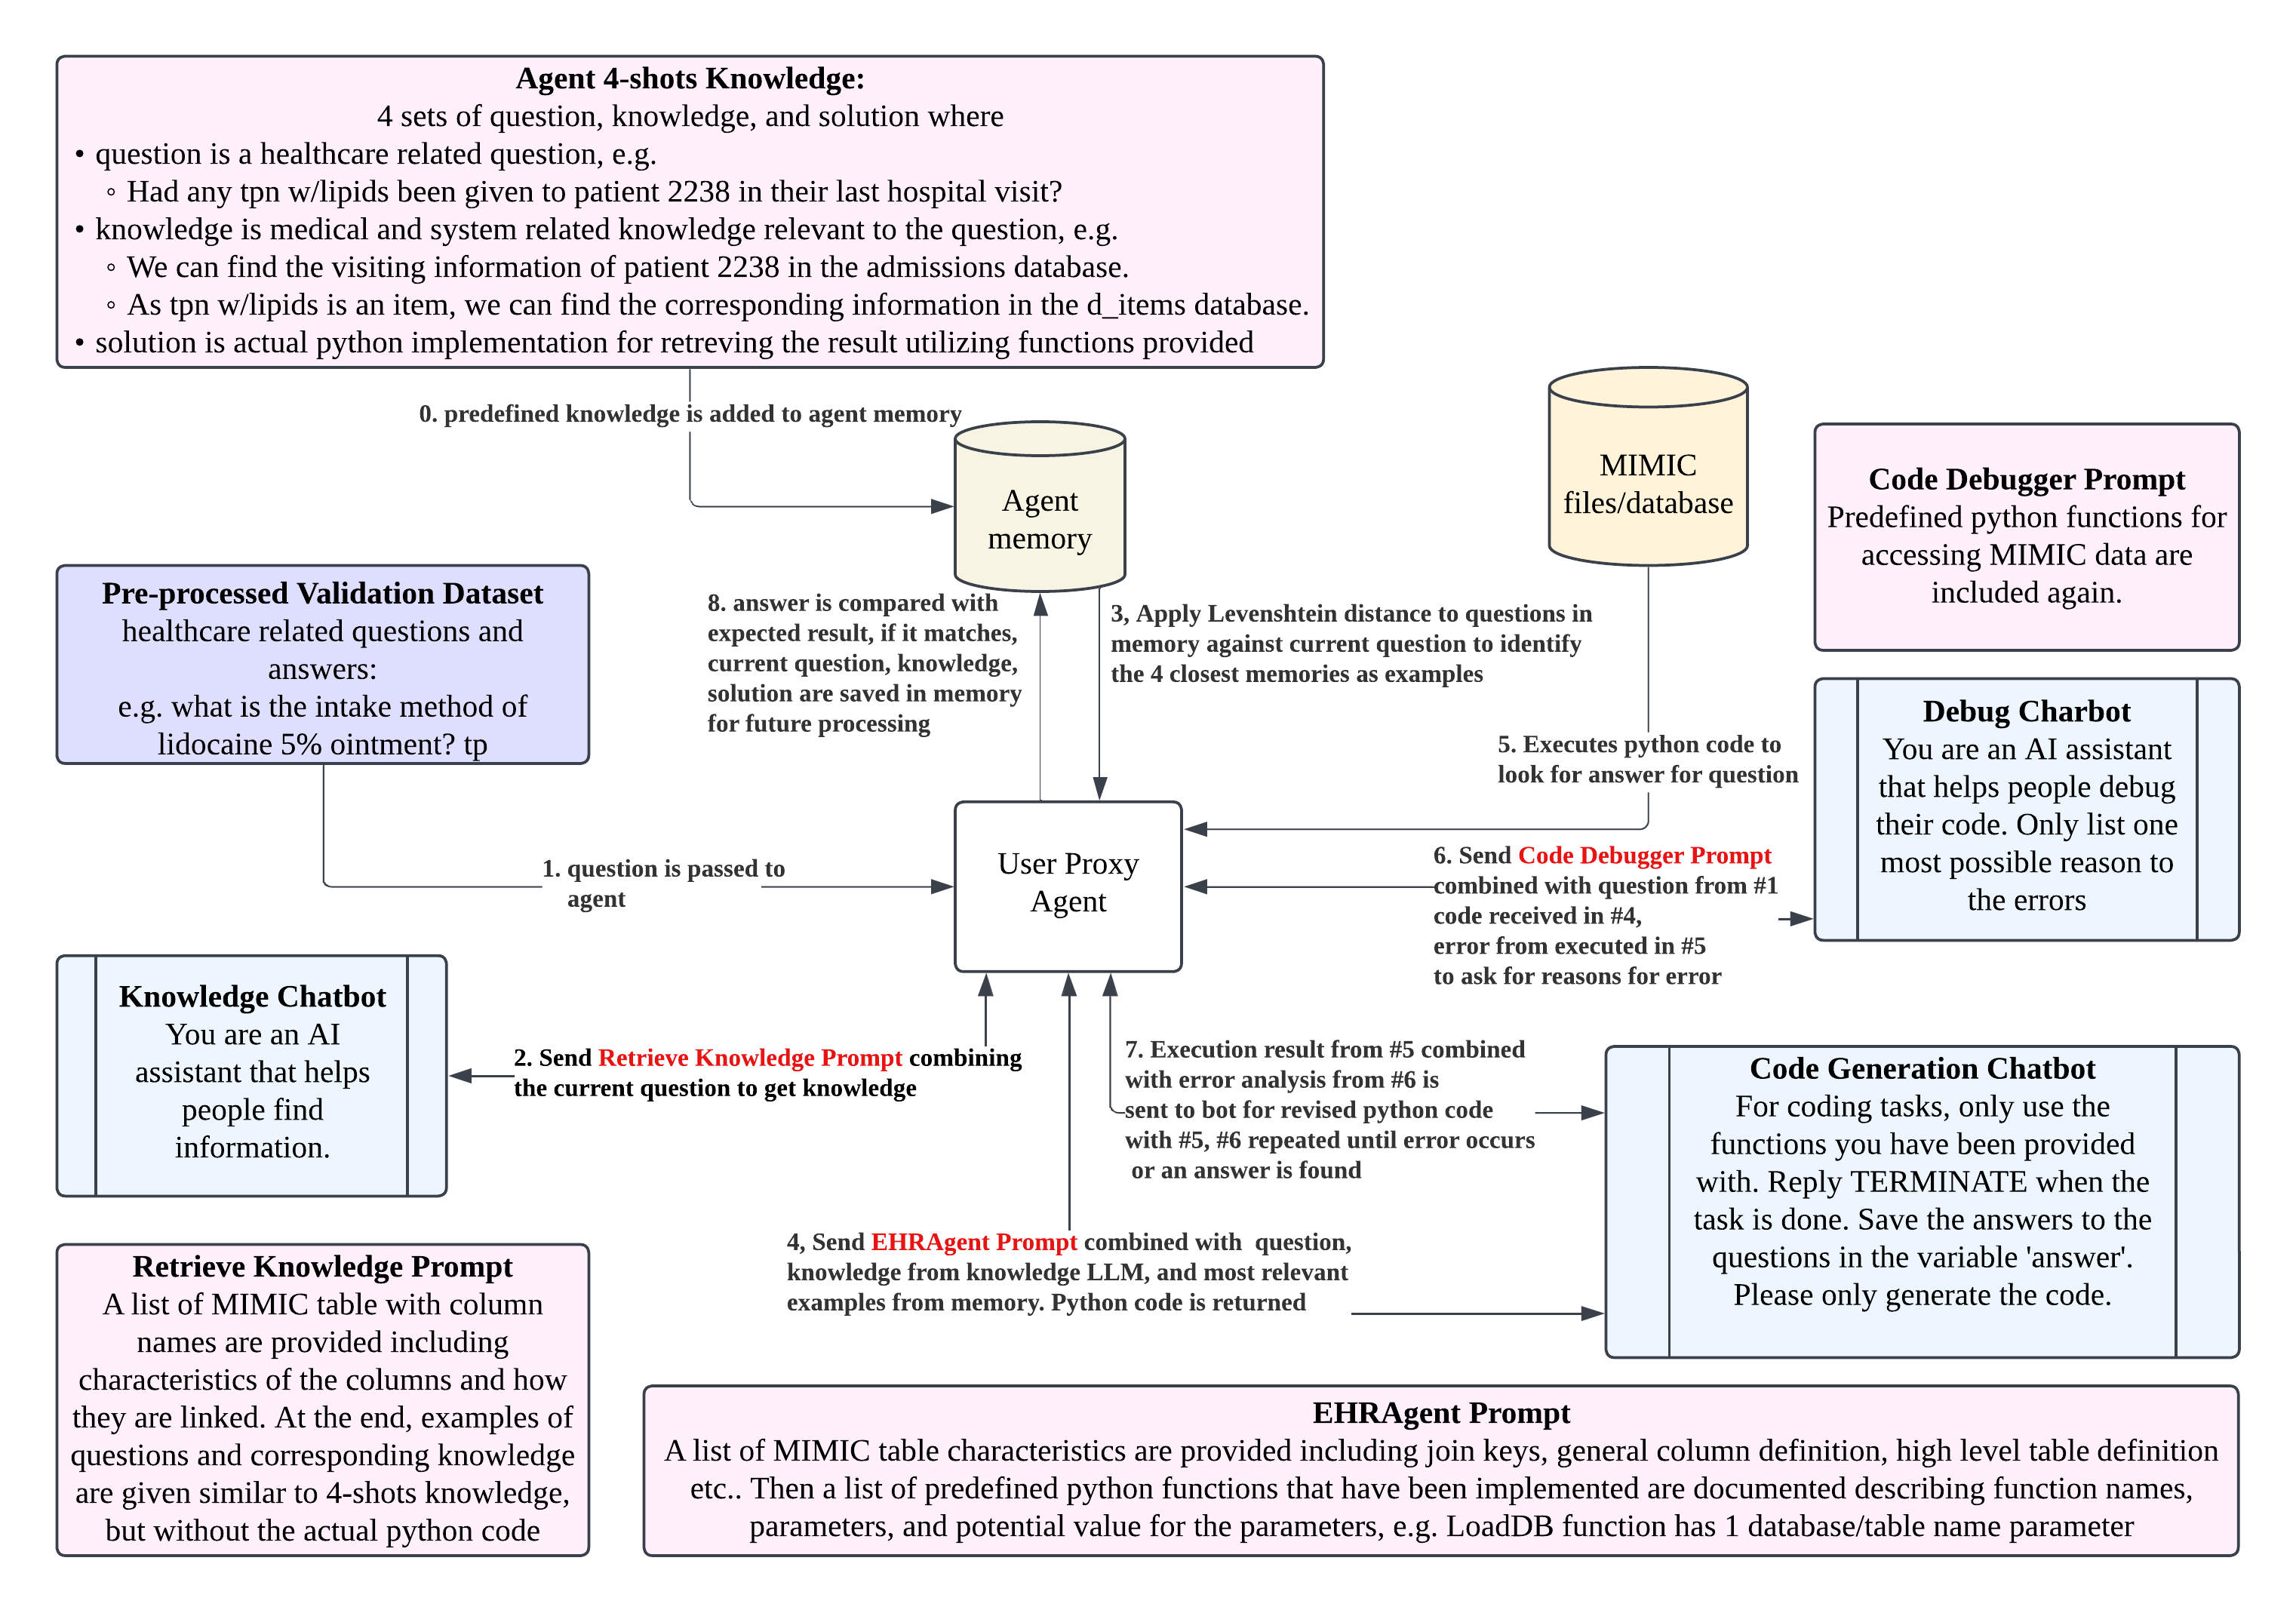 Agent 4-shots Knowledge:
4 sets of question, knowledge, and solution where
• question is a healthcare related question, e.g.
◦ Had any tpn w/lipids been given to patient 2238 in their last hospital visit?
• knowledge is medical and system related knowledge relevant to the question, e.g.
◦ We can find the visiting information of patient 2238 in the admissions database.
◦ As tpn w/lipids is an item, we can find the corresponding information in the d_items database.
• solution is actual python implementation for retreving the result utilizing functions provided
0. predefined knowledge is added to agent memory
Agent
memory
MIMIC
files/database
Code Debugger Prompt
Predefined python functions for
accessing MIMIC data are
included again.
Pre-processed Validation Dataset
healthcare related questions and
answers:
e.g. what is the intake method of
lidocaine 5% ointment? tp
8. answer is compared with
expected result, if it matches,
current question, knowledge,
solution are saved in memory
for future processing
3, Apply Levenshtein distance to questions in
memory against current question to identify
the 4 closest memories as examples
5. Executes python code to
look for answer for question
Debug Charbot
You are an AI assistant
that helps people debug
their code. Only list one
most possible reason to
the errors
1. question is passed to
agent
User Proxy
Agent
6. Send Code Debugger Prompt
combined with question from #1
code received in #4,
error from executed in #5
to ask for reasons for error
Knowledge Chatbot
You are an AI
assistant that helps
people find
information.
2. Send Retrieve Knowledge Prompt combining
the current question to get knowledge
7. Execution result from #5 combined
with error analysis from #6 is
sent to bot for revised python code
with #5, #6 repeated until error occurs
or an answer is found
Code Generation Chatbot
For coding tasks, only use the
functions you have been provided
with. Reply TERMINATE when the
task is done. Save the answers to the
questions in the variable 'answer'.
Please only generate the code.
4, Send EHRAgent Prompt combined with question,
knowledge from knowledge LLM, and most relevant
examples from memory. Python code is returned
Retrieve Knowledge Prompt
A list of MIMIC table with column
names are provided including
characteristics of the columns and how
they are linked. At the end, examples of
questions and corresponding knowledge
are given similar to 4-shots knowledge,
but without the actual python code
EHRAgent Prompt
A list of MIMIC table characteristics are provided including join keys, general column definition, high level table definition
etc.. Then a list of predefined python functions that have been implemented are documented describing function names,
parameters, and potential value for the parameters, e.g. LoadDB function has 1 database/table name parameter